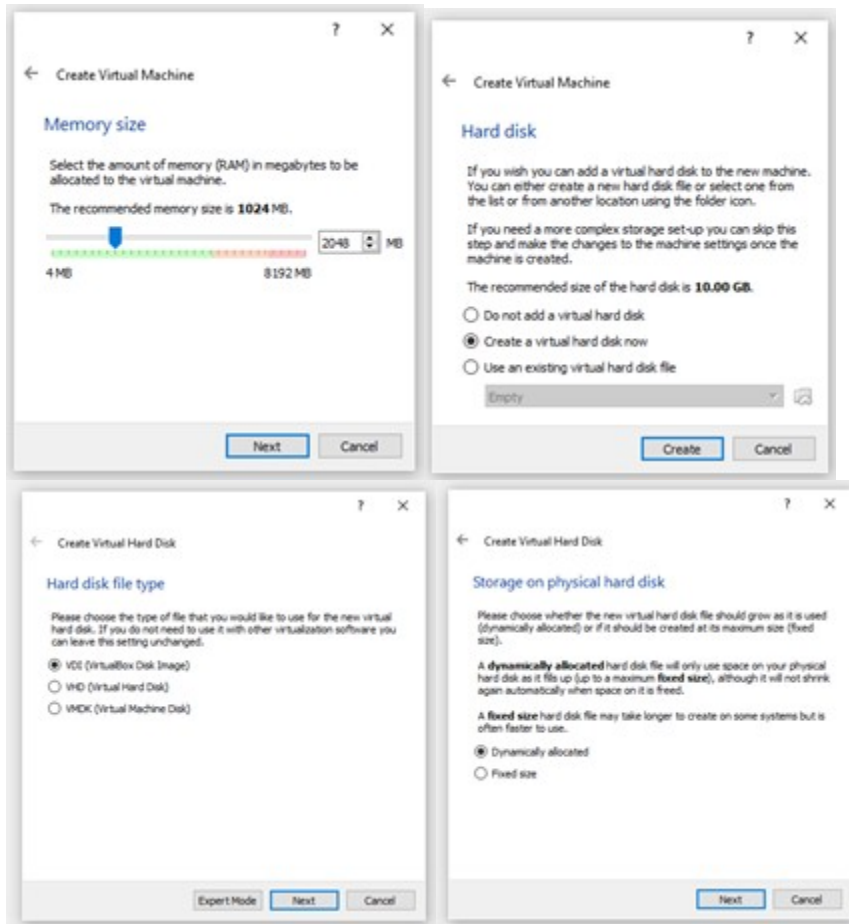 ? ×
← Create Virtual Machine
Memory size
Select the amount of memory (RAM) in megabytes to be
allocated to the virtual machine.
The recommended memory size is 1024 MB.
2048 MB
4 MB 8192 MB
Next Cancel
? ×
← Create Virtual Machine
Hard disk
If you wish you can add a virtual hard disk to the new machine.
You can either create a new hard disk file or select one from
the list or from another location using the folder icon.
If you need a more complex storage set-up you can skip this
step and make the changes to the machine settings once the
machine is created.
The recommended size of the hard disk is 10.00 GB.
Do not add a virtual hard disk
Create a virtual hard disk now
Use an existing virtual hard disk file
Empty
Create Cancel
? ×
← Create Virtual Hard Disk
Hard disk file type
Please choose the type of file that you would like to use for the new virtual
hard disk. If you do not need to use it with other virtualization software you
can leave this setting unchanged.
VDI (VirtualBox Disk Image)
VHD (Virtual Hard Disk)
VMDK (Virtual Machine Disk)
Expert Mode Next Cancel
? ×
← Create Virtual Hard Disk
Storage on physical hard disk
Please choose whether the new virtual hard disk file should grow as it is used
(dynamically allocated) or if it should be created at its maximum size (fixed
size).
A dynamically allocated hard disk file will only use space on your physical
hard disk as it fills up (up to a maximum fixed size), although it will not shrink
again automatically when space on it is freed.
A fixed size hard disk file may take longer to create on some systems but is
often faster to use.
Dynamically allocated
Fixed size
Next Cancel